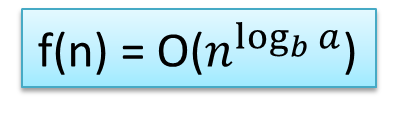 f(n) = O(n^{log_b a})